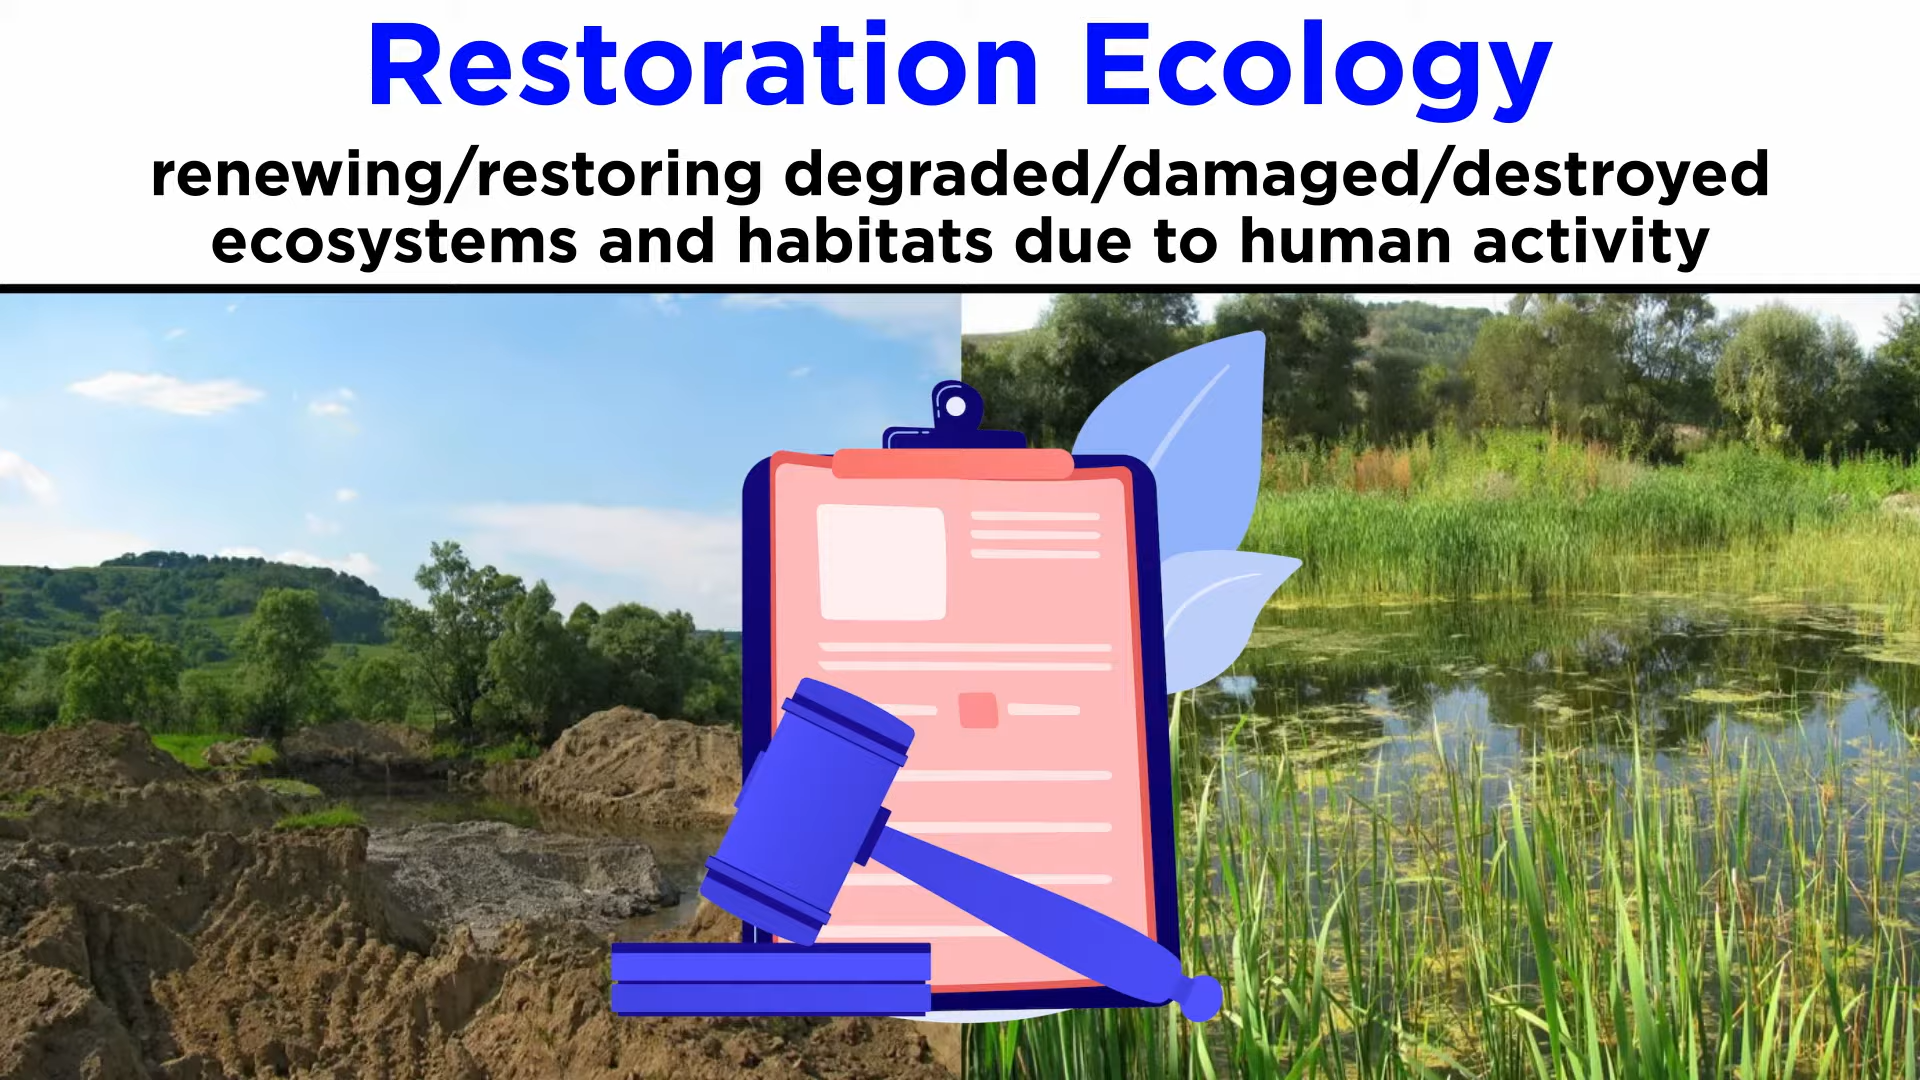 Restoration Ecology
renewing/restoring degraded/damaged/destroyed
ecosystems and habitats due to human activity